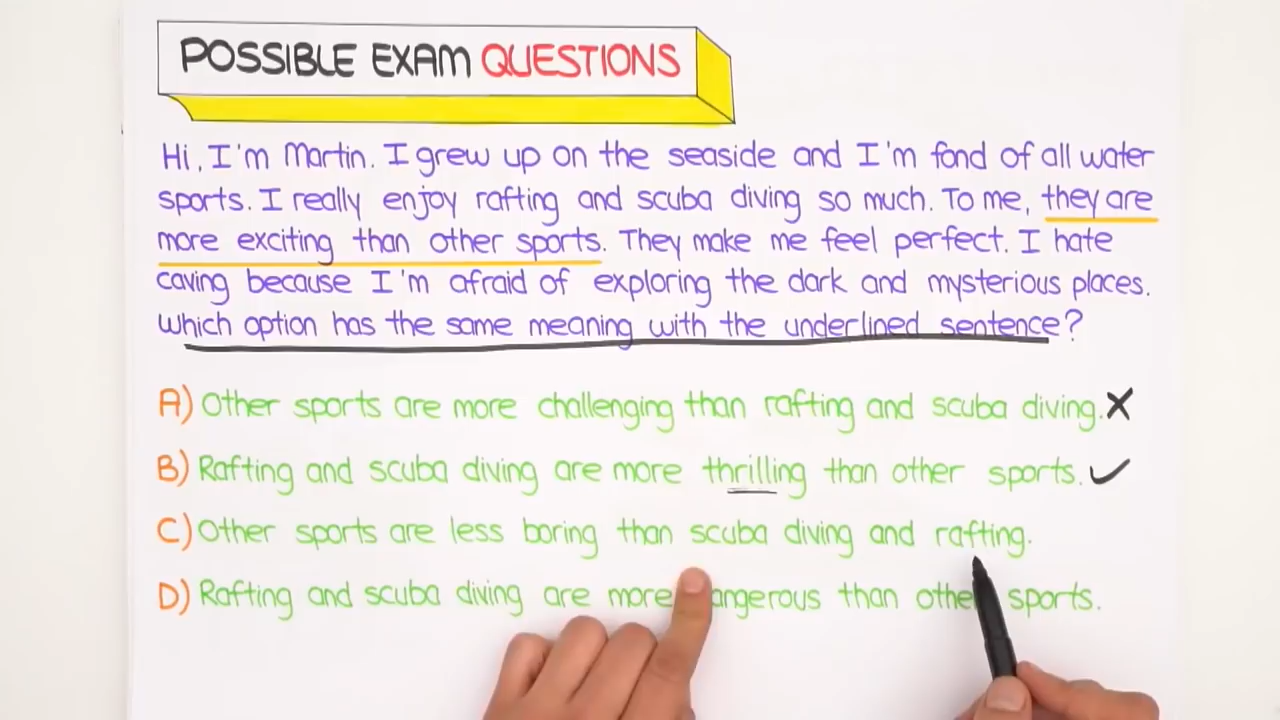 POSSIBLE EXAM QUESTIONS
Hi, I'm Martin. I grew up on the seaside and I'm fond of all water
sports. I really enjoy rafting and scuba diving so much. To me, they are
more exciting than other sports. They make me feel perfect. I hate
caving because I'm afraid of exploring the dark and mysterious places.
Which option has the same meaning with the underlined sentence?
A) Other sports are more challenging than rafting and scuba diving.
B) Rafting and scuba diving are more thrilling than other sports.
C) Other sports are less boring than scuba diving and rafting.
D) Rafting and scuba diving are more than sports.